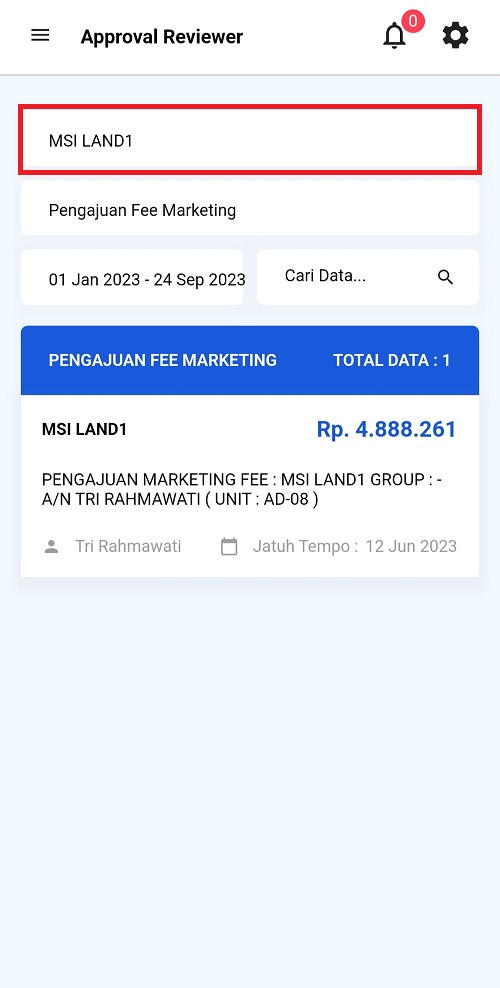 Approval Reviewer
0
MSI LAND1
Pengajuan Fee Marketing
01 Jan 2023 - 24 Sep 2023
Cari Data...
PENGAJUAN FEE MARKETING
TOTAL DATA : 1
MSI LAND1
Rp. 4.888.261
PENGAJUAN MARKETING FEE : MSI LAND1 GROUP : -
A/N TRI RAHMAWATI ( UNIT : AD-08 )
Tri Rahmawati
Jatuh Tempo : 12 Jun 2023